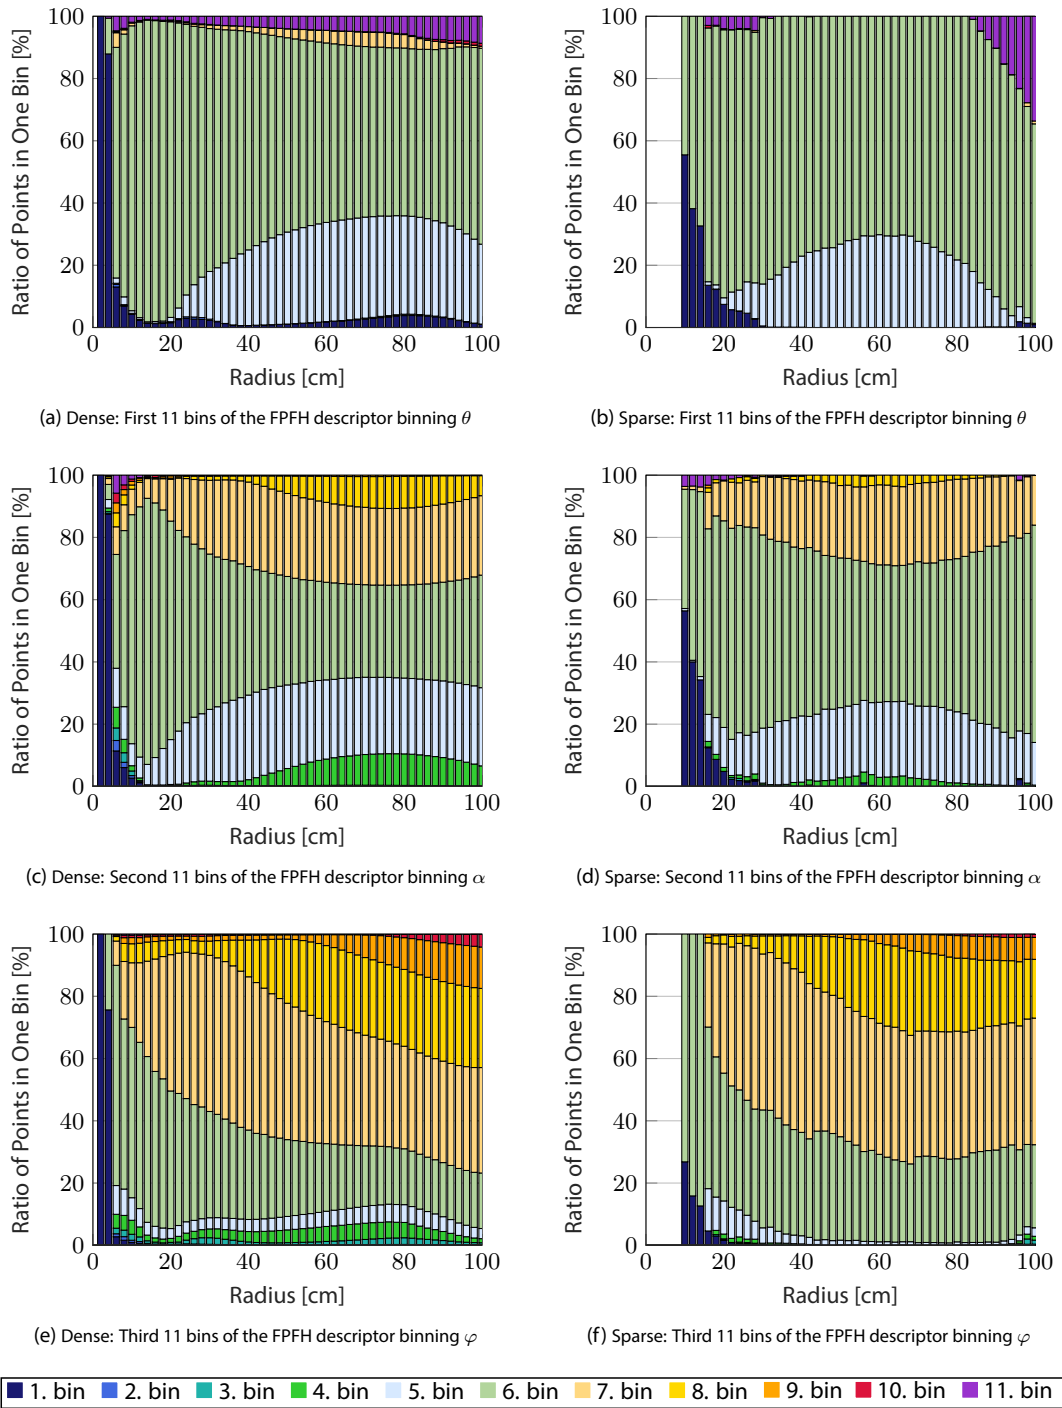 Ratio of Points in One Bin [%]
100
80
60
40
20
0
0 20 40 60 80 100
Radius [cm]
(a) Dense: First 11 bins of the FPFH descriptor binning θ
Ratio of Points in One Bin [%]
100
80
60
40
20
0
0 20 40 60 80 100
Radius [cm]
(b) Sparse: First 11 bins of the FPFH descriptor binning θ
Ratio of Points in One Bin [%]
100
80
60
40
20
0
0 20 40 60 80 100
Radius [cm]
(c) Dense: Second 11 bins of the FPFH descriptor binning α
Ratio of Points in One Bin [%]
100
80
60
40
20
0
0 20 40 60 80 100
Radius [cm]
(d) Sparse: Second 11 bins of the FPFH descriptor binning α
Ratio of Points in One Bin [%]
100
80
60
40
20
0
0 20 40 60 80 100
Radius [cm]
(e) Dense: Third 11 bins of the FPFH descriptor binning φ
Ratio of Points in One Bin [%]
100
80
60
40
20
0
0 20 40 60 80 100
Radius [cm]
(f) Sparse: Third 11 bins of the FPFH descriptor binning φ
1. bin 2. bin 3. bin 4. bin 5. bin 6. bin 7. bin 8. bin 9. bin 10. bin 11. bin